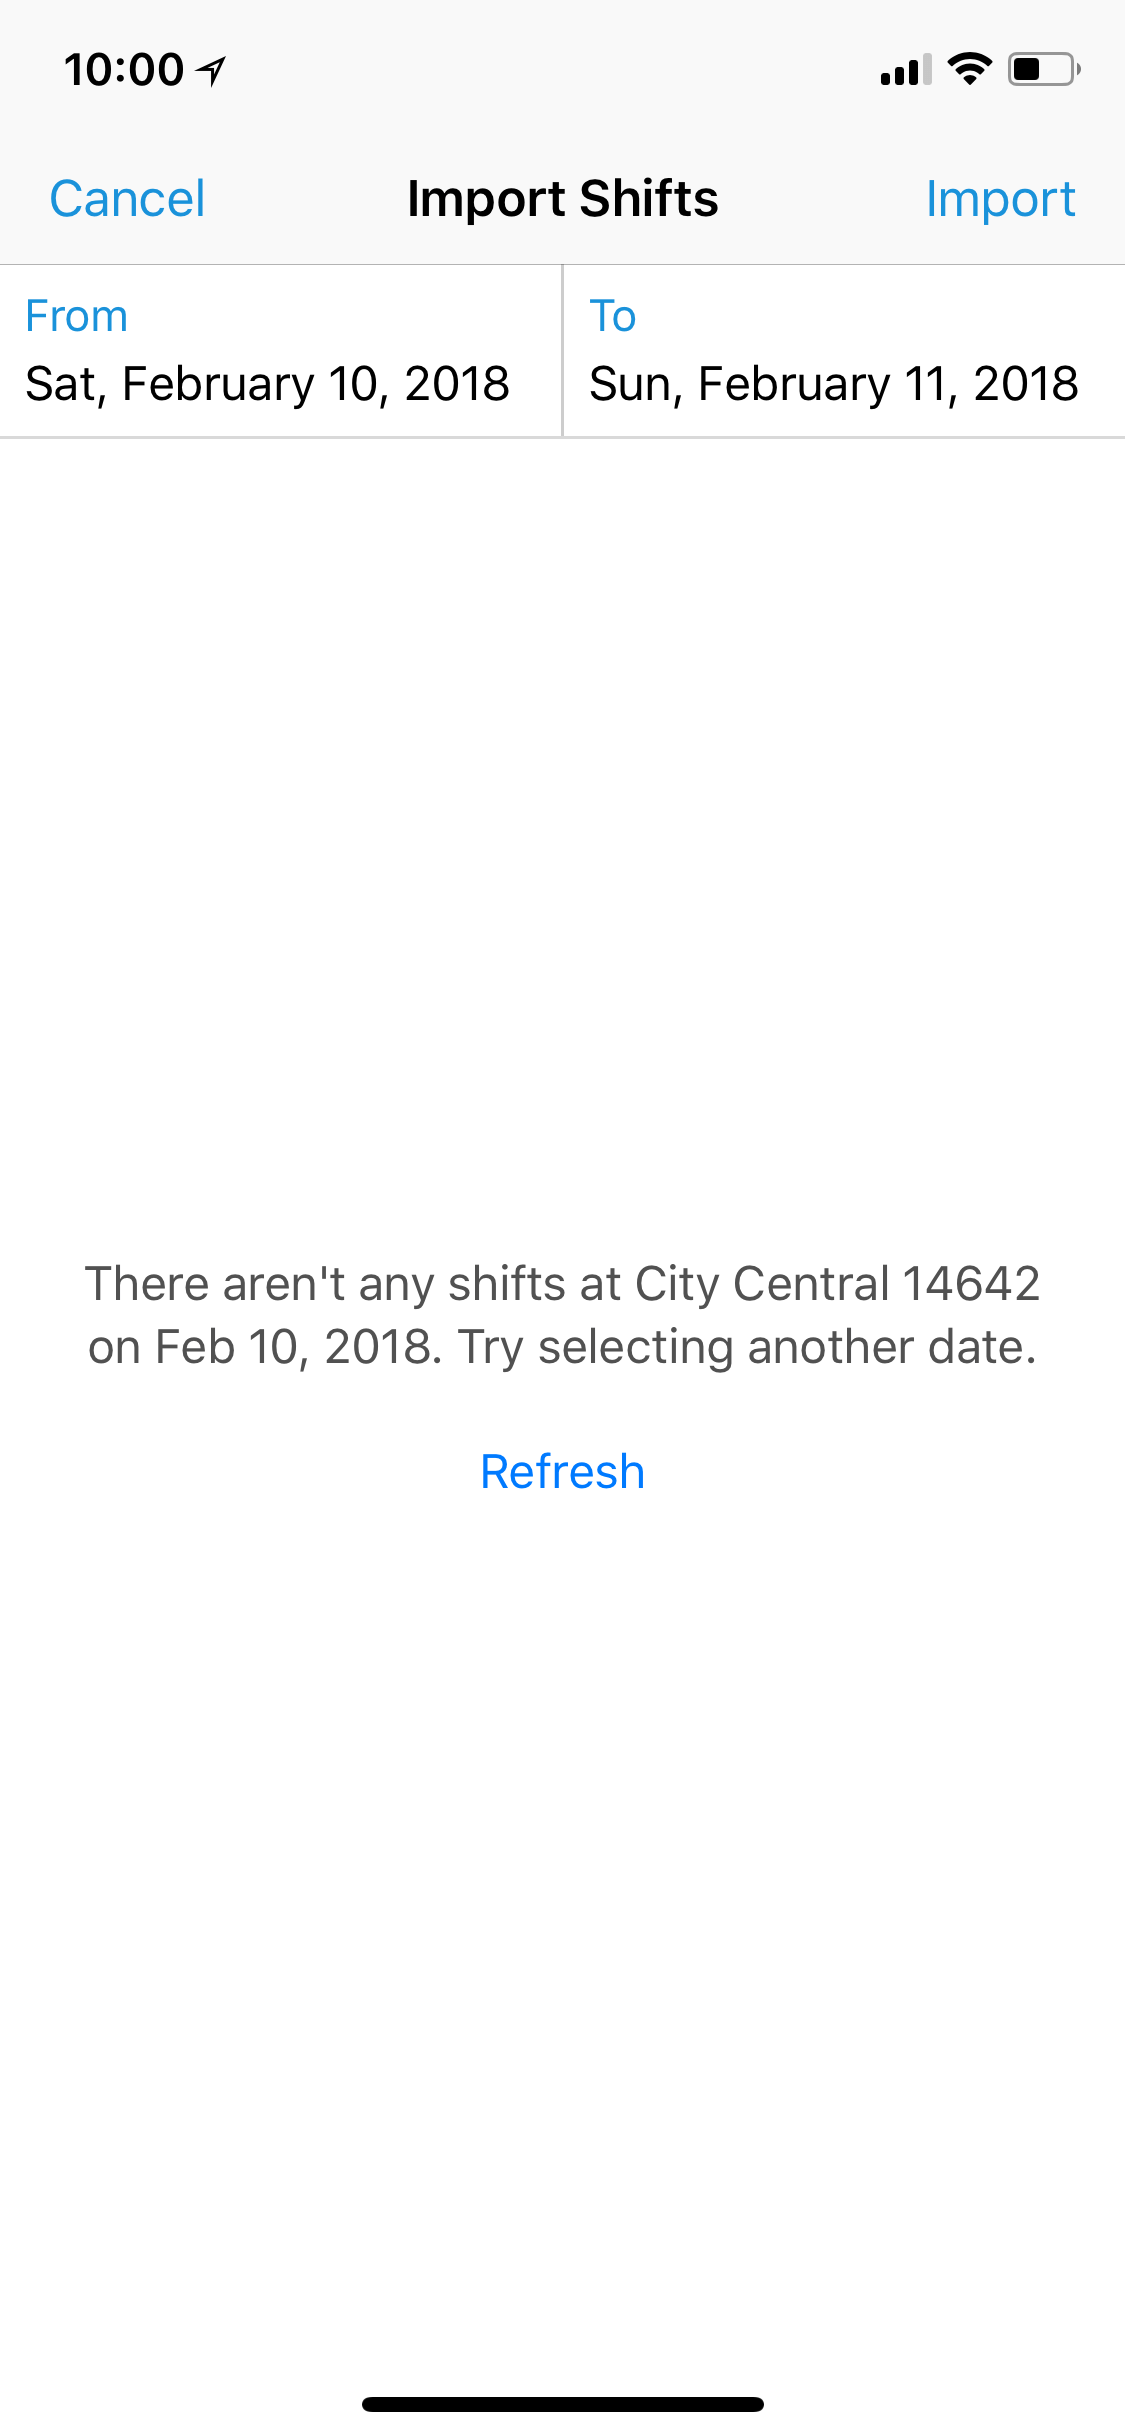 10:00
Cancel
Import Shifts
Import
From
To
Sat, February 10, 2018
Sun, February 11, 2018
There aren't any shifts at City Central 14642
on Feb 10, 2018. Try selecting another date.
Refresh